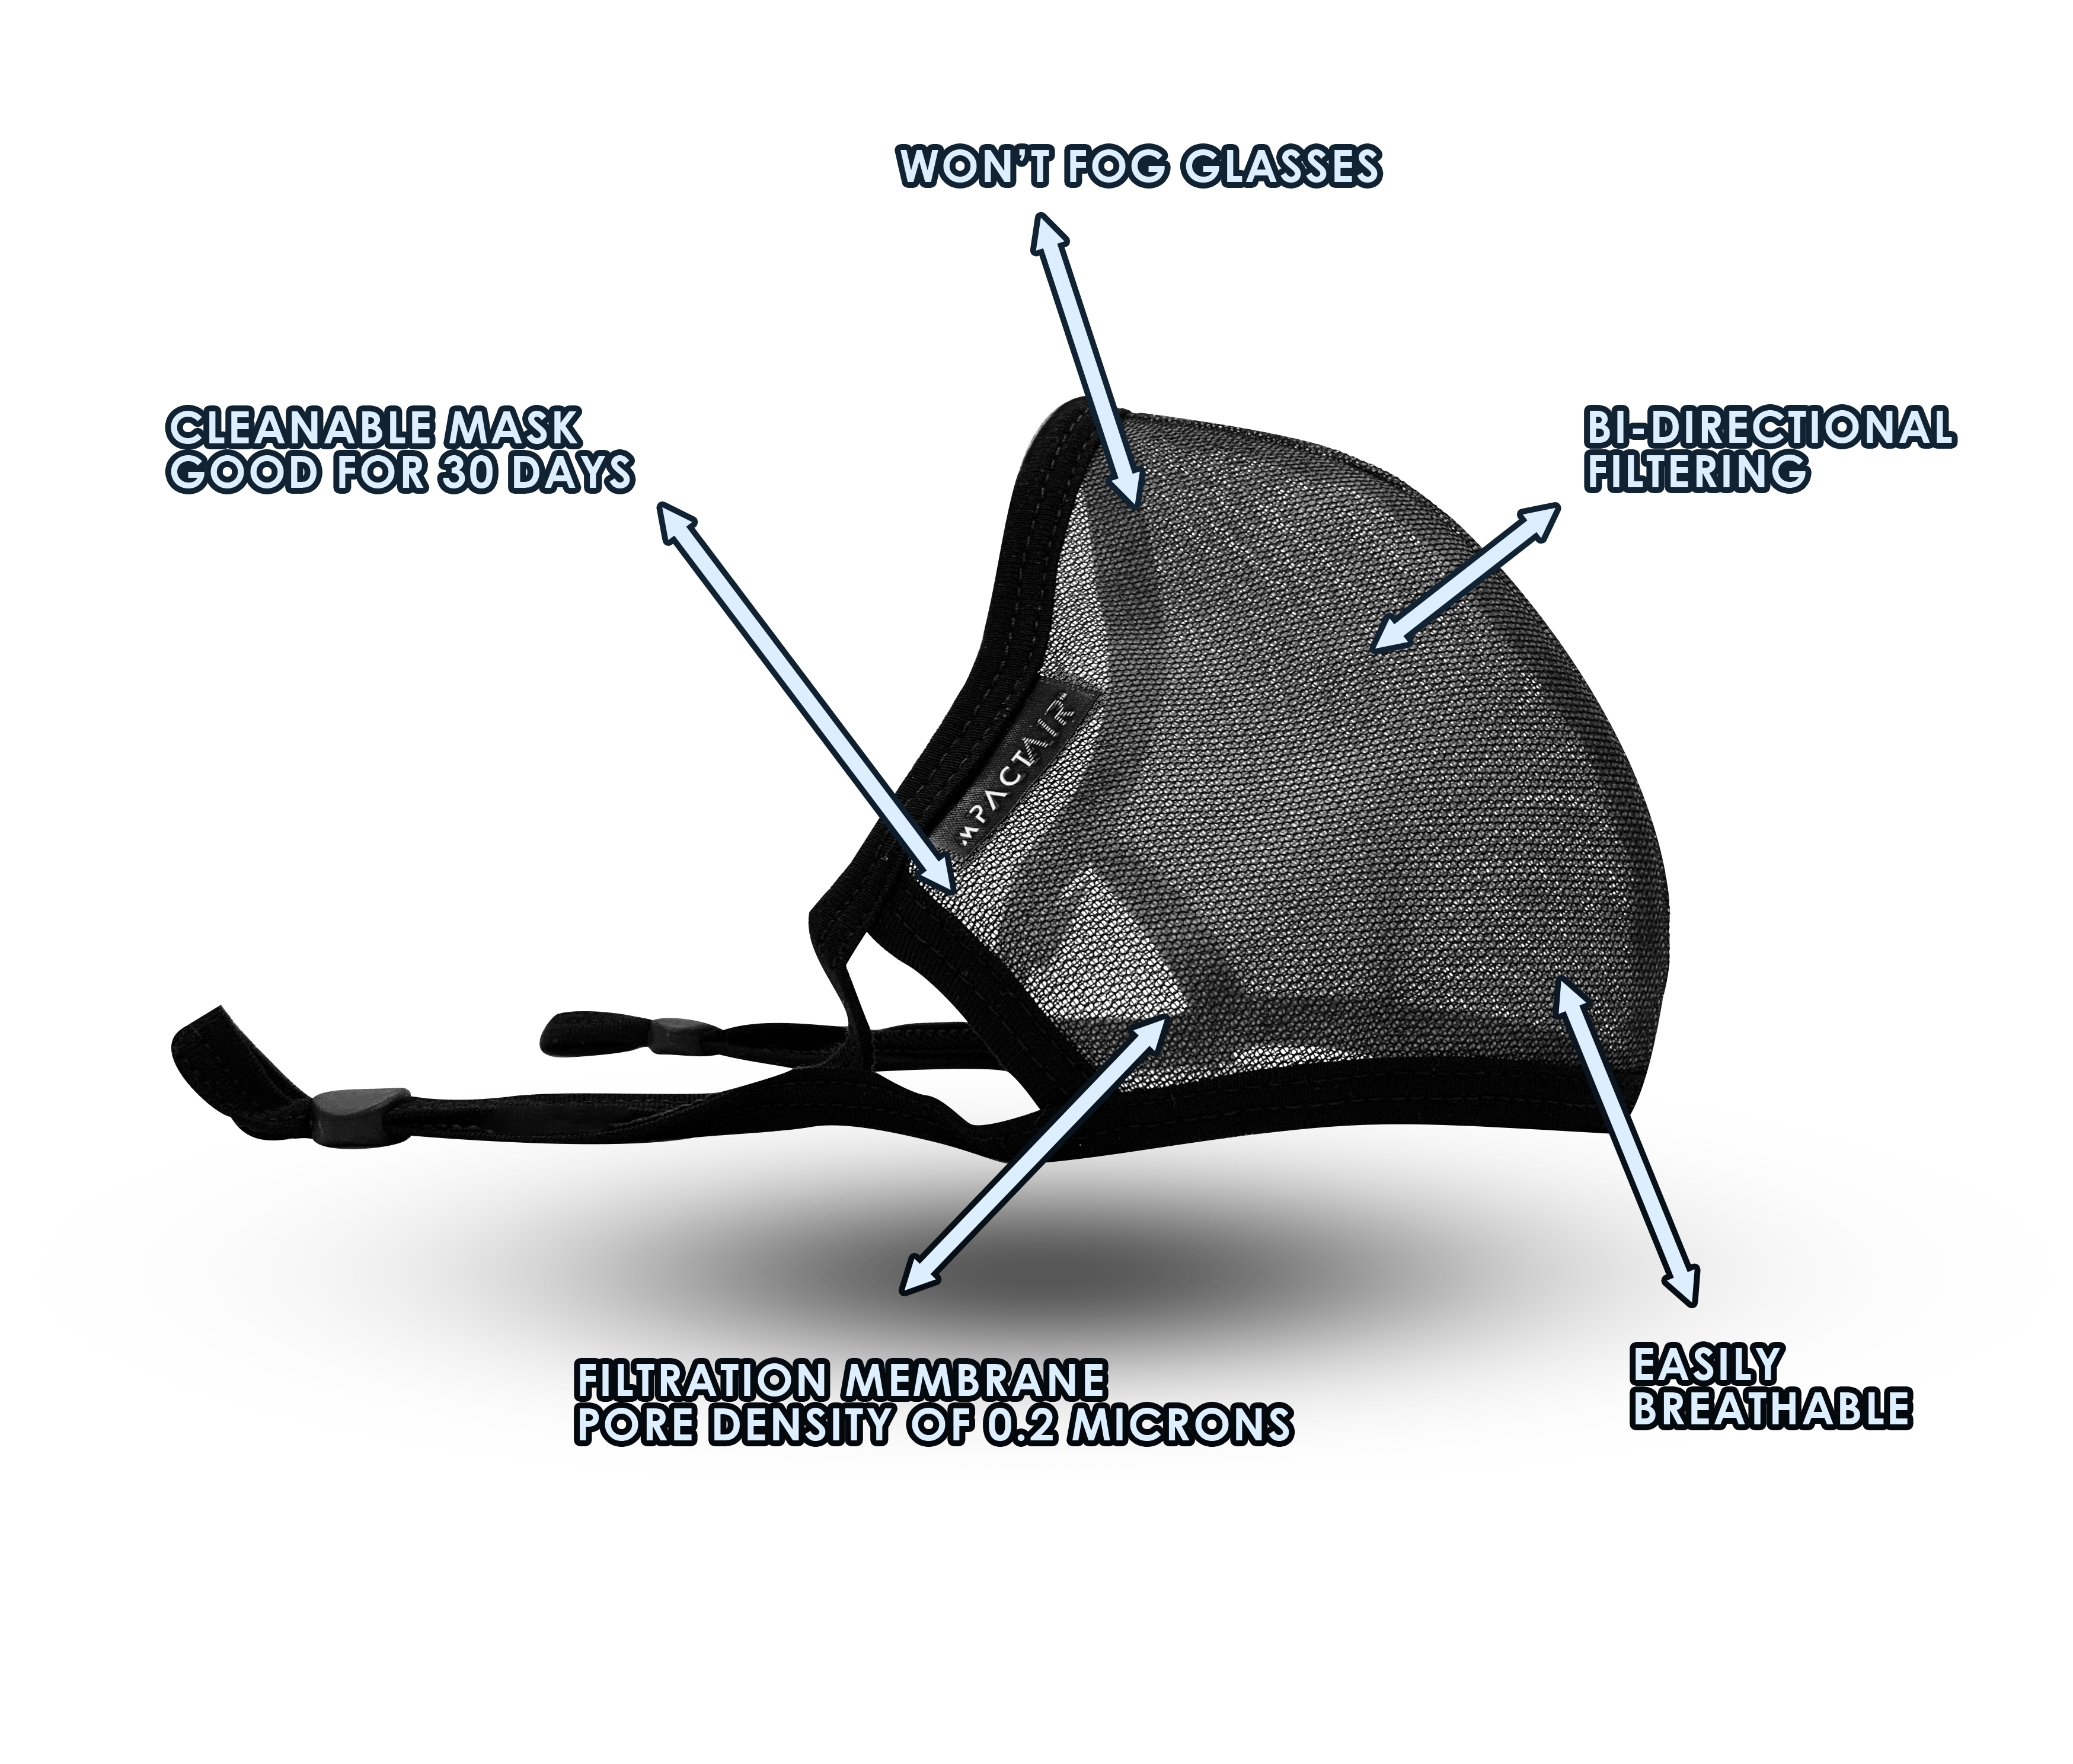 WON'T FOG GLASSES
CLEANABLE MASK
GOOD FOR 30 DAYS
BI-DIRECTIONAL
FILTERING
MPACTAIR
FILTRATION MEMBRANE
PORE DENSITY OF 0.2 MICRONS
EASILY
BREATHABLE